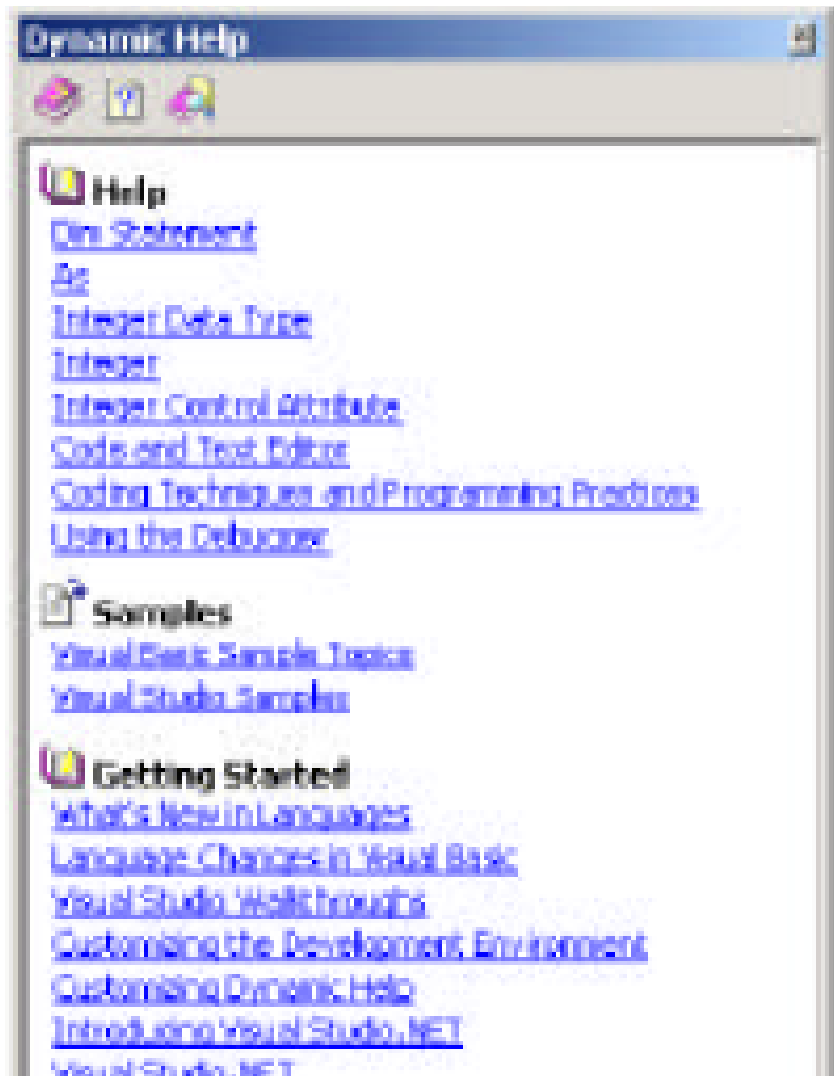 Dynamic Help
Help
Dim Statement
As
Integer Data Type
Integer
Integer Control Attribute
Code and Text Editor
Coding Techniques and Programming Practices
Using the Debugger
Samples
Visual Basic Sample Topics
Visual Studio Samples
Getting Started
What's New in Languages
Language Changes in Visual Basic
Visual Studio Walkthroughs
Customizing the Development Environment
Customizing Dynamic Help
Introducing Visual Studio.NET
Visual Studio.NET